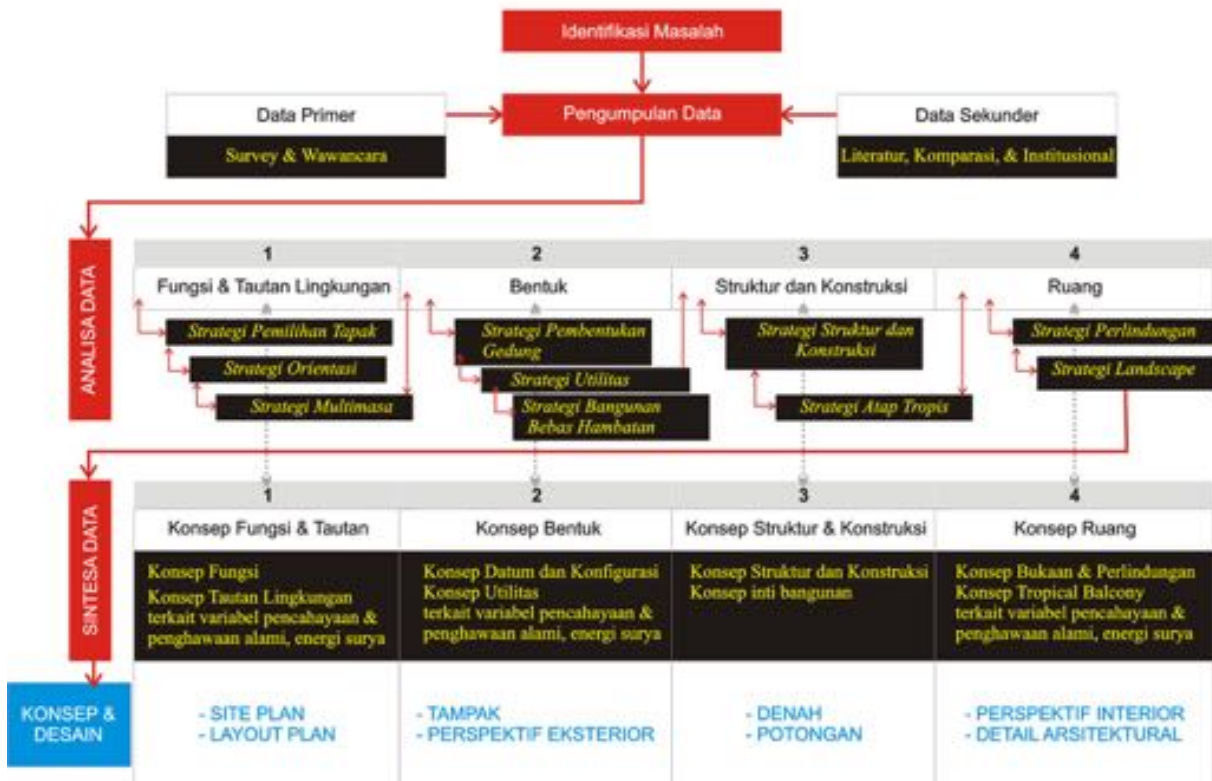 Identifikasi Masalah
Data Primer
Survey & Wawancara
Pengumpulan Data
Data Sekunder
Literatur, Komparasi, & Institusional
ANALISA DATA
1
2
3
4
Fungsi & Tautan Lingkungan
Bentuk
Struktur dan Konstruksi
Ruang
Strategi Pemilihan Tapak
Strategi Orientasi
Strategi Multimasa
Strategi Pembentukan
Gedung
Strategi Utilitas
Strategi Bangunan
Bebas Hambatan
Strategi Struktur dan
Konstruksi
Strategi Atap Tropis
Strategi Perlindungan
Strategi Landscape
SINTESA DATA
1
2
3
4
Konsep Fungsi & Tautan
Konsep Bentuk
Konsep Struktur & Konstruksi
Konsep Ruang
Konsep Fungsi
Konsep Tautan Lingkungan
terkait variabel pencahayaan &
penghawaan alami, energi surya
Konsep Datum dan Konfigurasi
Konsep Utilitas
terkait variabel pencahayaan &
penghawaan alami, energi surya
Konsep Struktur dan Konstruksi
Konsep inti bangunan
Konsep Bukaan & Perlindungan
Konsep Tropical Balcony
terkait variabel pencahayaan &
penghawaan alami, energi surya
KONSEP &
DESAIN
- SITE PLAN
- LAYOUT PLAN
- TAMPAK
- PERSPEKTIF EKSTERIOR
- DENAH
- POTONGAN
- PERSPEKTIF INTERIOR
- DETAIL ARSITEKTURAL